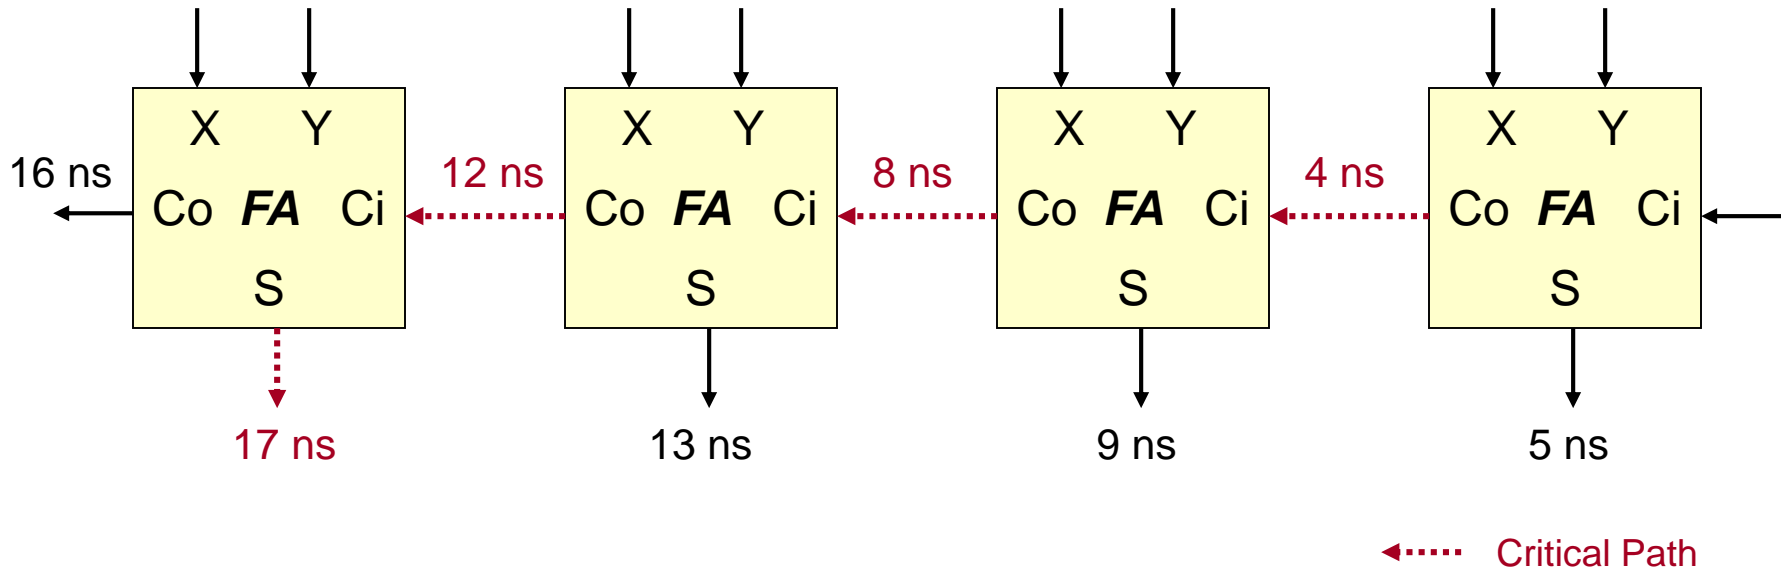 X Y X Y X Y X Y
16 ns 12 ns 8 ns 4 ns
Co FA Ci Co FA Ci Co FA Ci Co FA Ci
S S S S
17 ns 13 ns 9 ns 5 ns
Critical Path